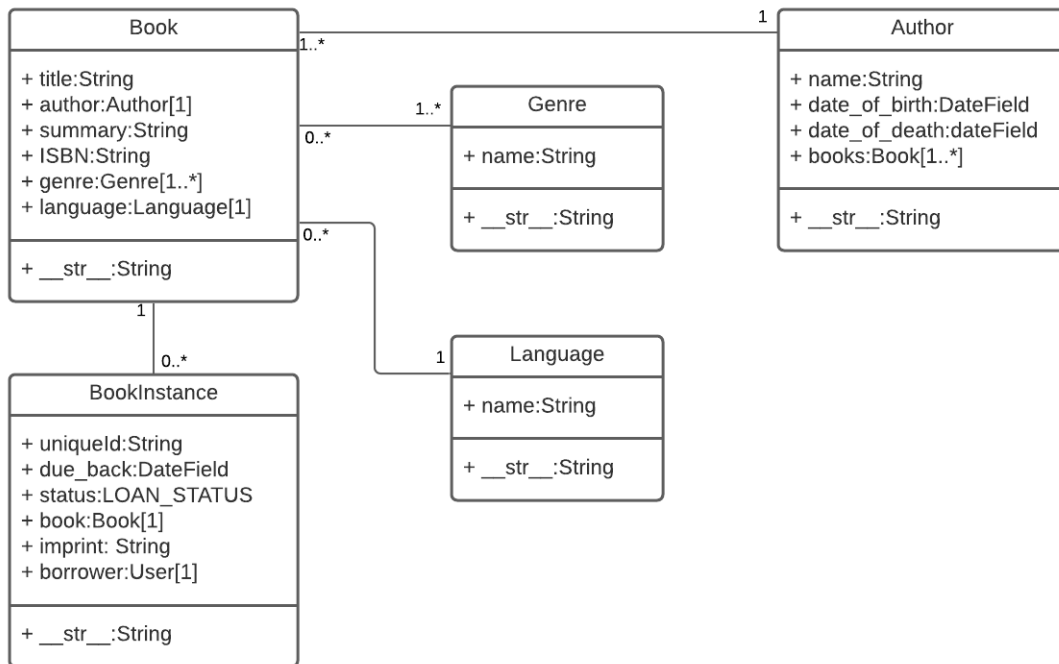 Book
+ title:String
+ author:Author[1]
+ summary:String
+ ISBN:String
+ genre:Genre[1..*]
+ language:Language[1]
+ __str__:String
1..*
1
Author
+ name:String
+ date_of_birth:DateField
+ date_of_death:dateField
+ books:Book[1..*]
+ __str__:String
0..*
1..*
Genre
+ name:String
+ __str__:String
0..*
1
Language
+ name:String
+ __str__:String
1
0..*
BookInstance
+ uniqueId:String
+ due_back:DateField
+ status:LOAN_STATUS
+ book:Book[1]
+ imprint: String
+ borrower:User[1]
+ __str__:String